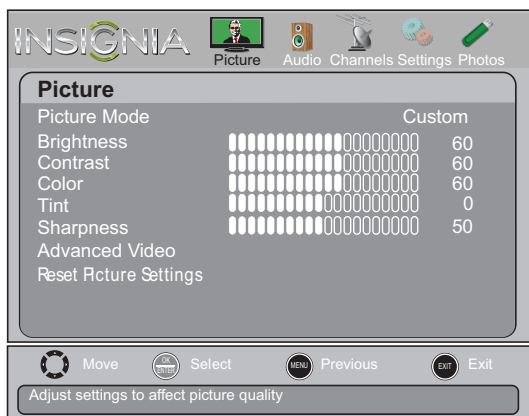 INSIGNIA
Picture Audio Channels Settings Photos
Picture
Picture Mode Custom
Brightness 60
Contrast 60
Color 60
Tint 0
Sharpness 50
Advanced Video
Reset Picture Settings
Move OK ENTER Select MENU Previous EXIT Exit
Adjust settings to affect picture quality